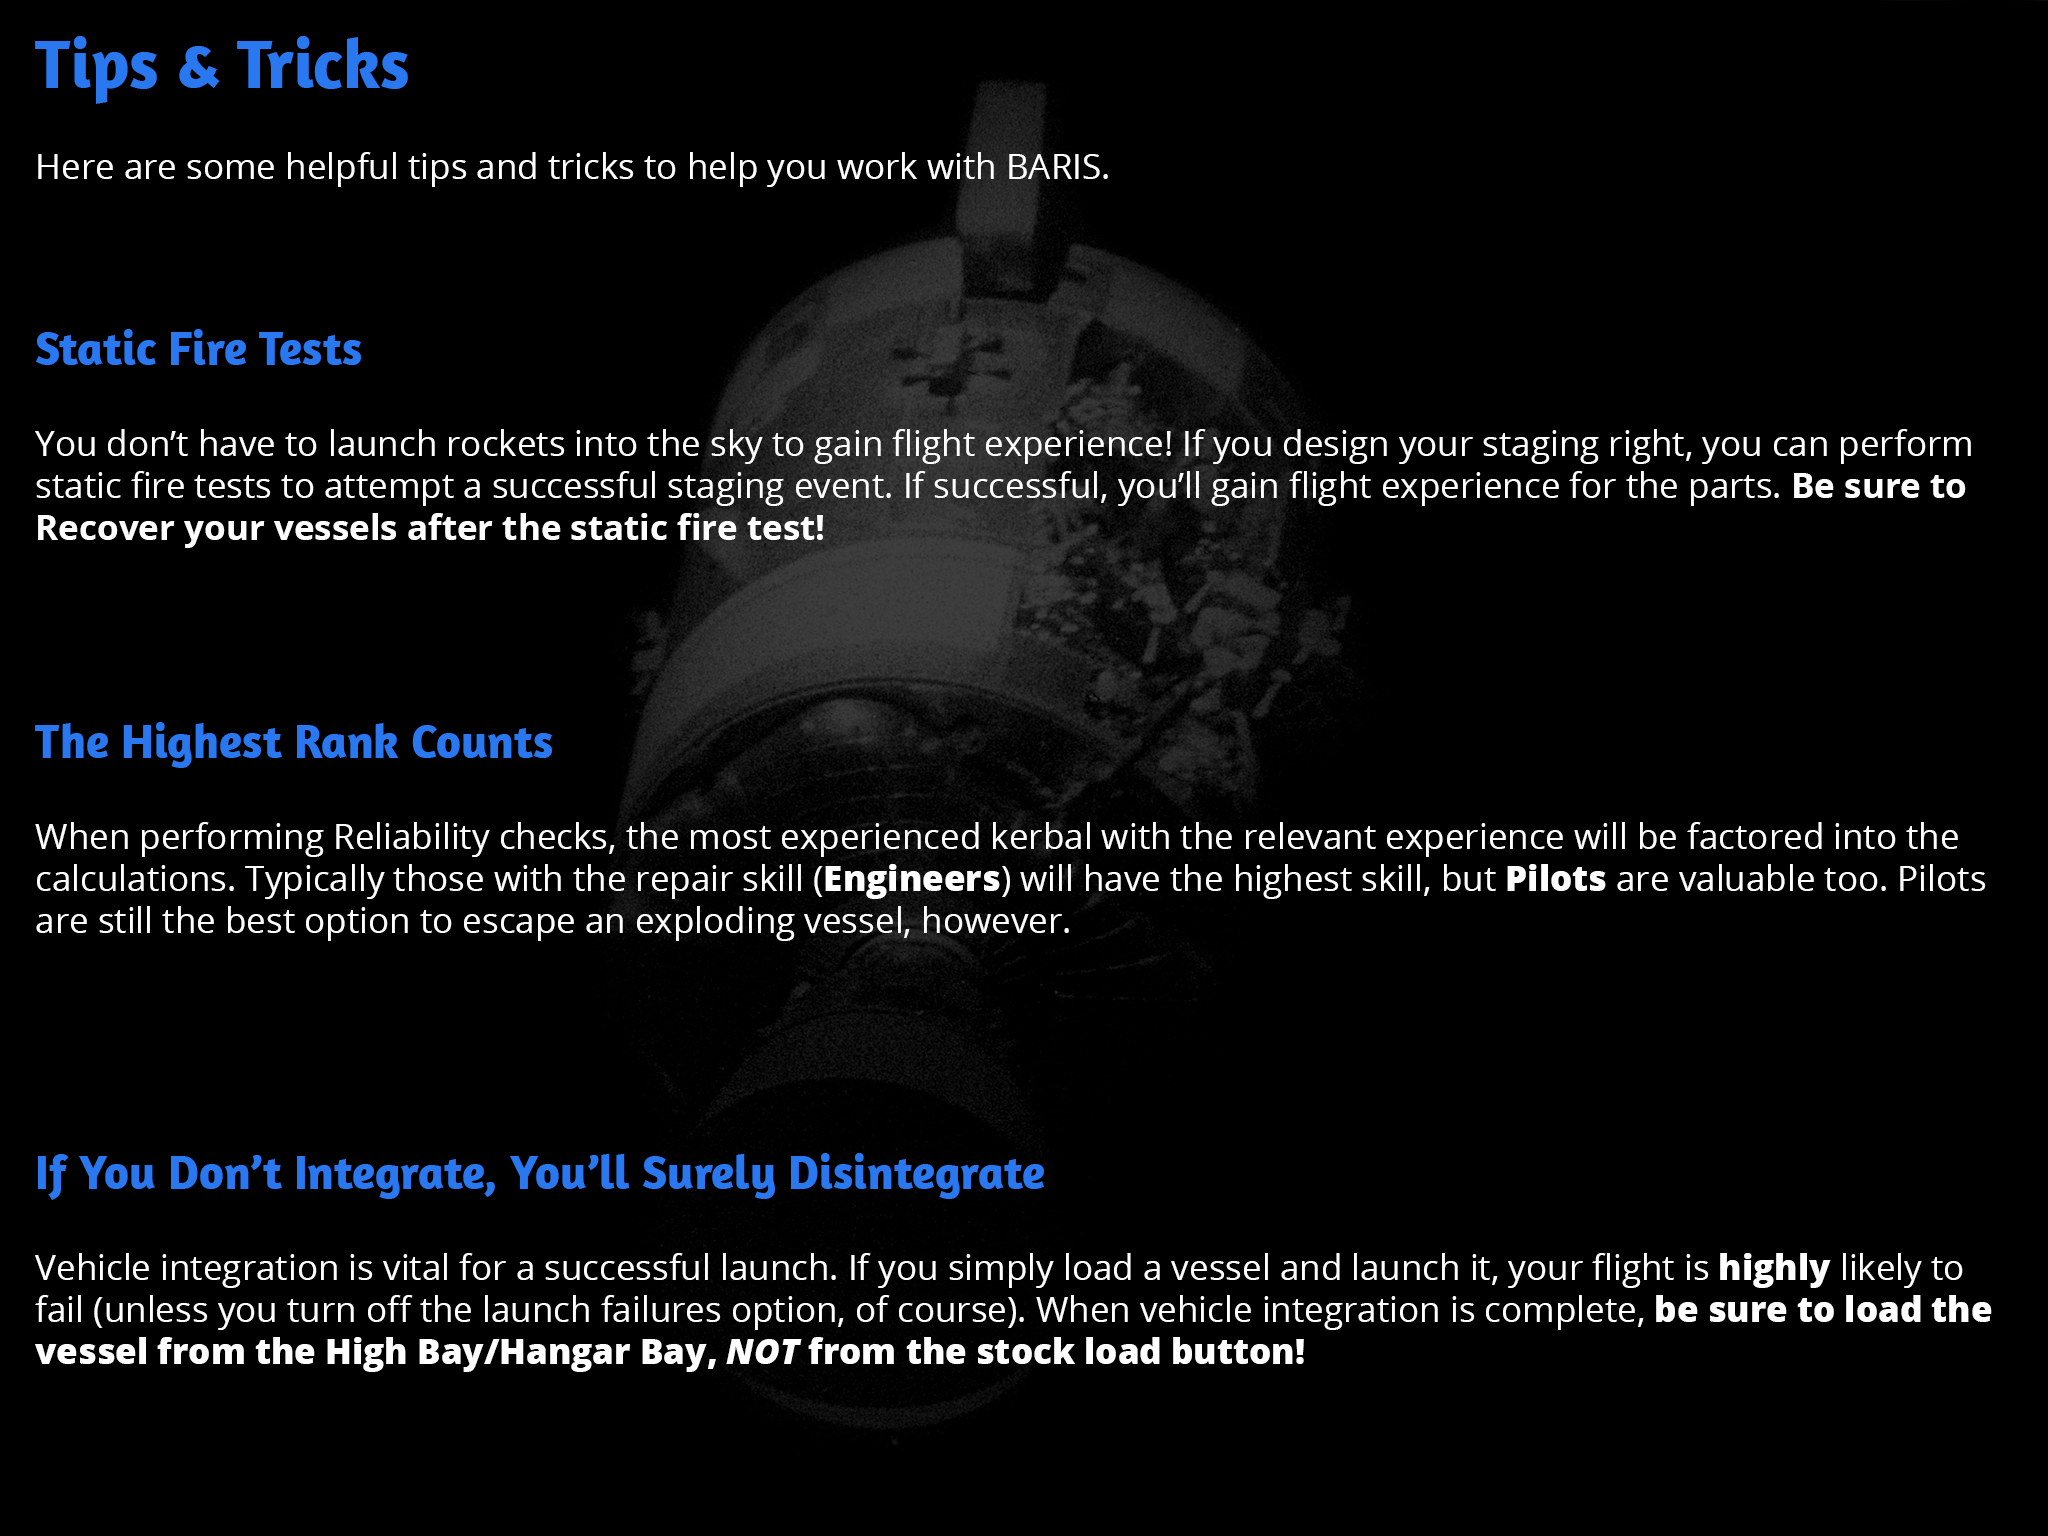 Tips & Tricks
Here are some helpful tips and tricks to help you work with BARIS.
Static Fire Tests
You don’t have to launch rockets into the sky to gain flight experience! If you design your staging right, you can perform
static fire tests to attempt a successful staging event. If successful, you’ll gain flight experience for the parts. Be sure to
Recover your vessels after the static fire test!
The Highest Rank Counts
When performing Reliability checks, the most experienced kerbal with the relevant experience will be factored into the
calculations. Typically those with the repair skill (Engineers) will have the highest skill, but Pilots are valuable too. Pilots
are still the best option to escape an exploding vessel, however.
If You Don’t Integrate, You’ll Surely Disintegrate
Vehicle integration is vital for a successful launch. If you simply load a vessel and launch it, your flight is highly likely to
fail (unless you turn off the launch failures option, of course). When vehicle integration is complete, be sure to load the
vessel from the High Bay/Hangar Bay, NOT from the stock load button!